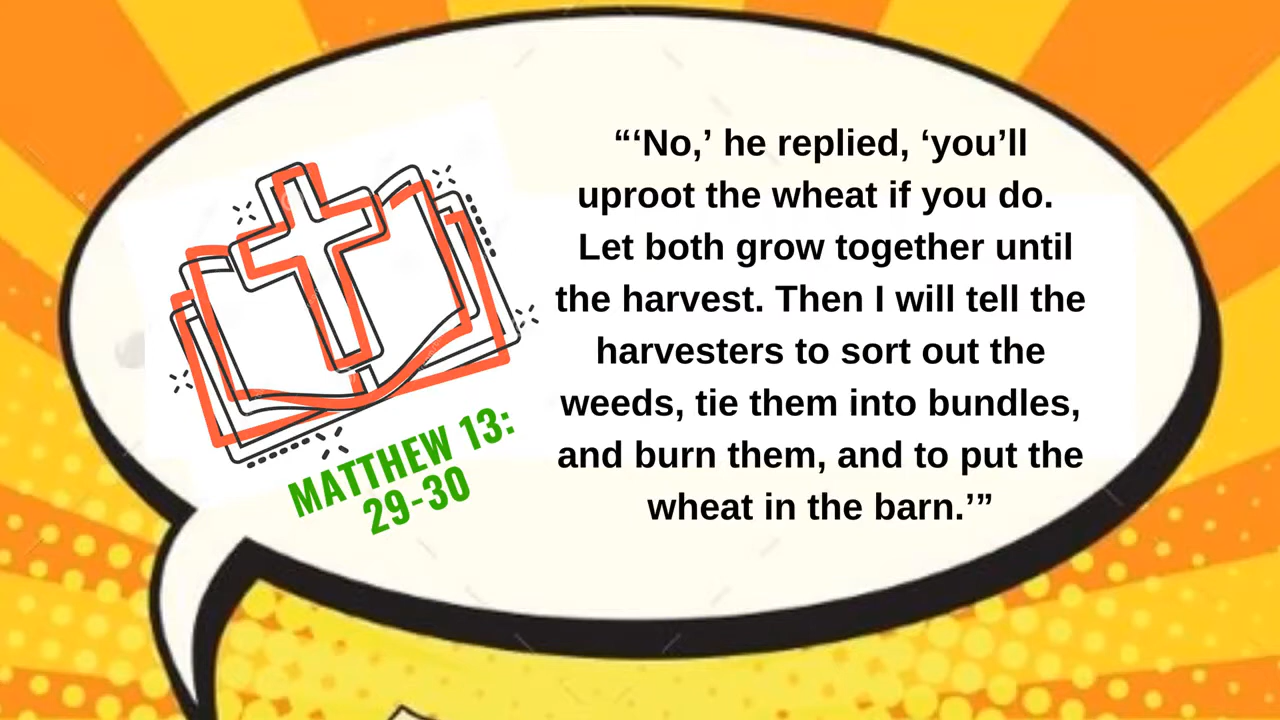 “‘No,’ he replied, ‘you’ll
uproot the wheat if you do.
Let both grow together until
the harvest. Then I will tell the
harvesters to sort out the
weeds, tie them into bundles,
and burn them, and to put the
wheat in the barn.’”
MATTHEW 13:
29-30